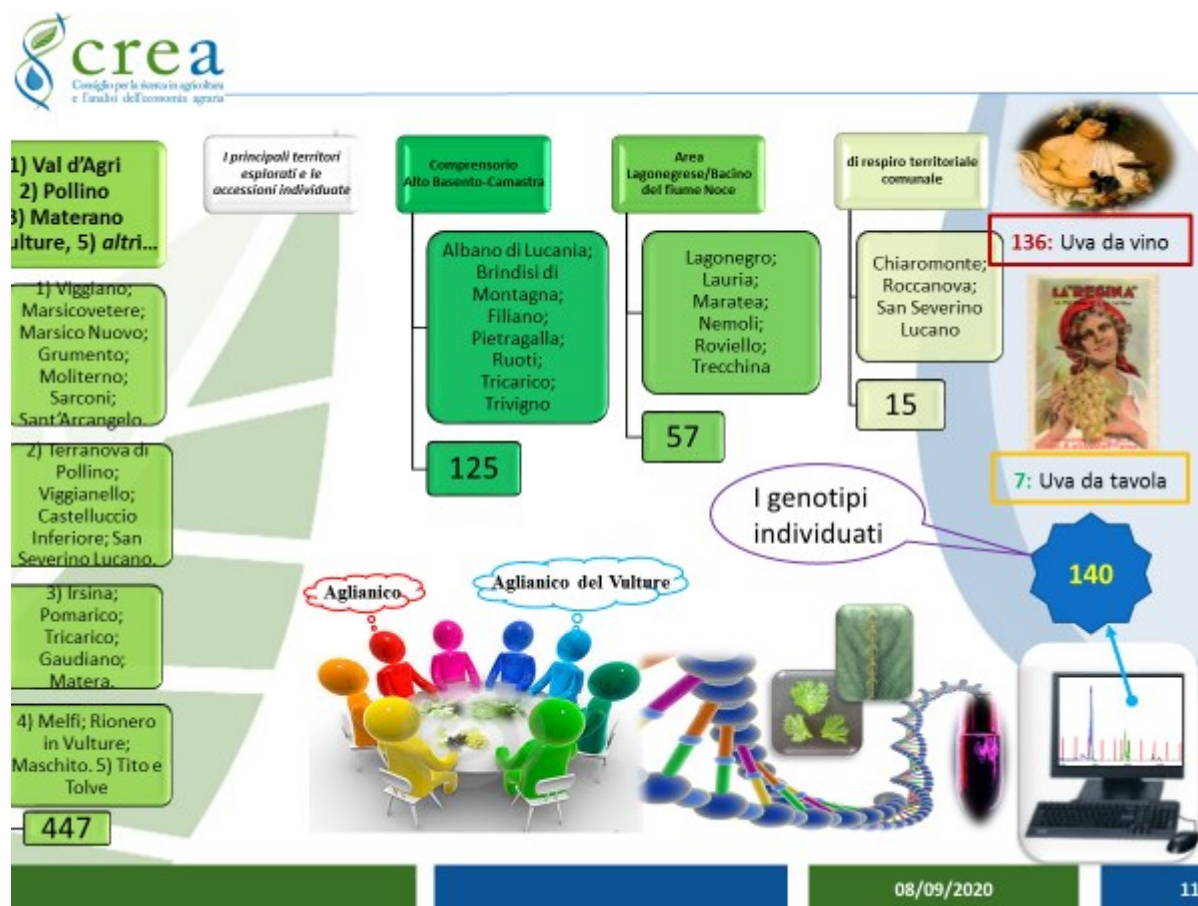 crea
Consiglio per la ricerca in agricoltura
e l'analisi dell'economia agraria
1) Val d'Agri
2) Pollino
3) Materano
ulture, 5) altri...
1) Viggiano;
Marsicovetere;
Marsico Nuovo;
Grumento;
Moliterno;
Sarconi;
Sant'Arcangelo.
2) Terranova di
Pollino;
Viggianello;
Castelluccio
Inferiore; San
Severino Lucano.
3) Irsina;
Pomarico;
Tricarico;
Gaudiano;
Matera.
4) Melfi; Rionero
in Vulture;
Maschito. 5) Tito e
Tolve
447
I principali territori
esplorati e le
accessioni individuate
Comprensorio
Alto Basento-Camastra
Albano di Lucania;
Brindisi di
Montagna;
Filiano;
Pietragalla;
Ruoti;
Tricarico;
Trivigno
125
Area
Lagonegrese/Bacino
del fiume Noce
Lagonegro;
Lauria;
Maratea;
Nemoli;
Roviello;
Trecchina
57
di respiro territoriale
comunale
Chiaromonte;
Roccanova;
San Severino
Lucano
15
136: Uva da vino
LA "REGINA"
7: Uva da tavola
I genotipi
individuati
140
Aglianico
Aglianico del Vulture
08/09/2020
11